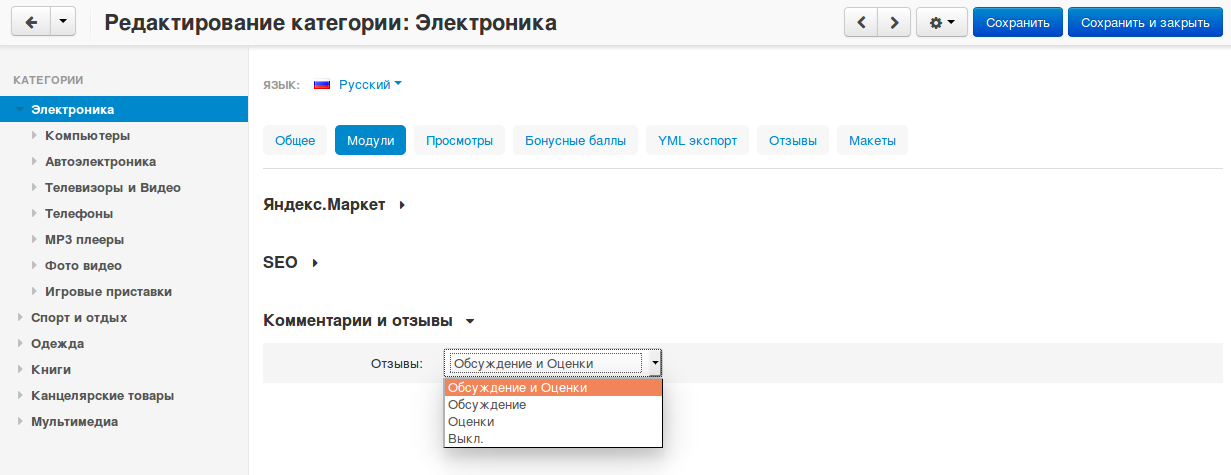 Редактирование категории: Электроника
Сохранить
Сохранить и закрыть
КАТЕГОРИИ
Электроника
Компьютеры
Автоэлектроника
Телевизоры и Видео
Телефоны
MP3 плееры
Фото видео
Игровые приставки
Спорт и отдых
Одежда
Книги
Канцелярские товары
Мультимедиа
ЯЗЫК: Русский
Общее Модули Просмотры Бонусные баллы YML экспорт Отзывы Макеты
Яндекс.Маркет
SEO
Комментарии и отзывы
Отзывы: Обсуждение и Оценки
Обсуждение и Оценки
Обсуждение
Оценки
Выкл.